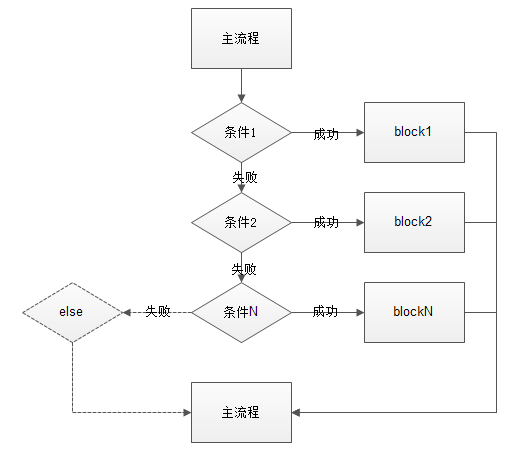 主流程
条件1
成功
block1
失败
条件2
成功
block2
失败
else
失败
条件N
成功
blockN
主流程